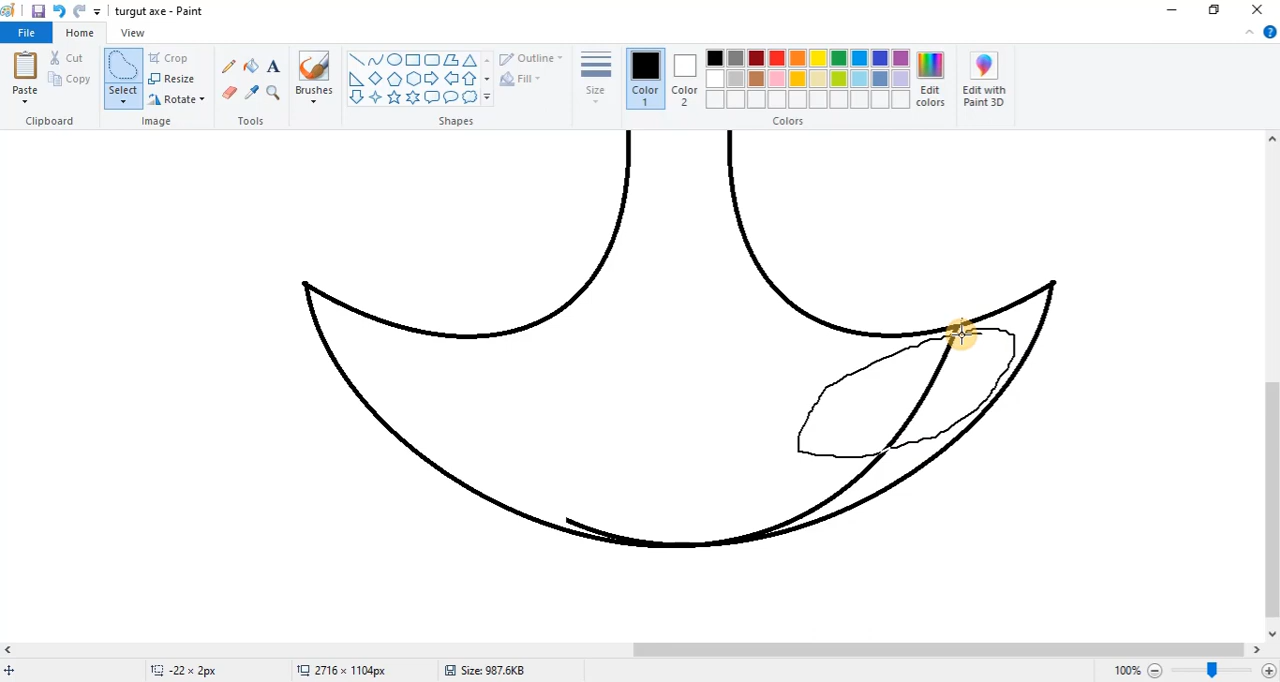 turgut axe - Paint
File Home View
Paste Cut Copy
Clipboard
Select Crop Resize Rotate
Image
A
Tools
Brushes
Outline Fill
Shapes
Size
Color 1 Color 2
Edit colors
Colors
Edit with Paint 3D
-22 × 2px 2716 × 1104px Size: 987.6KB 100%